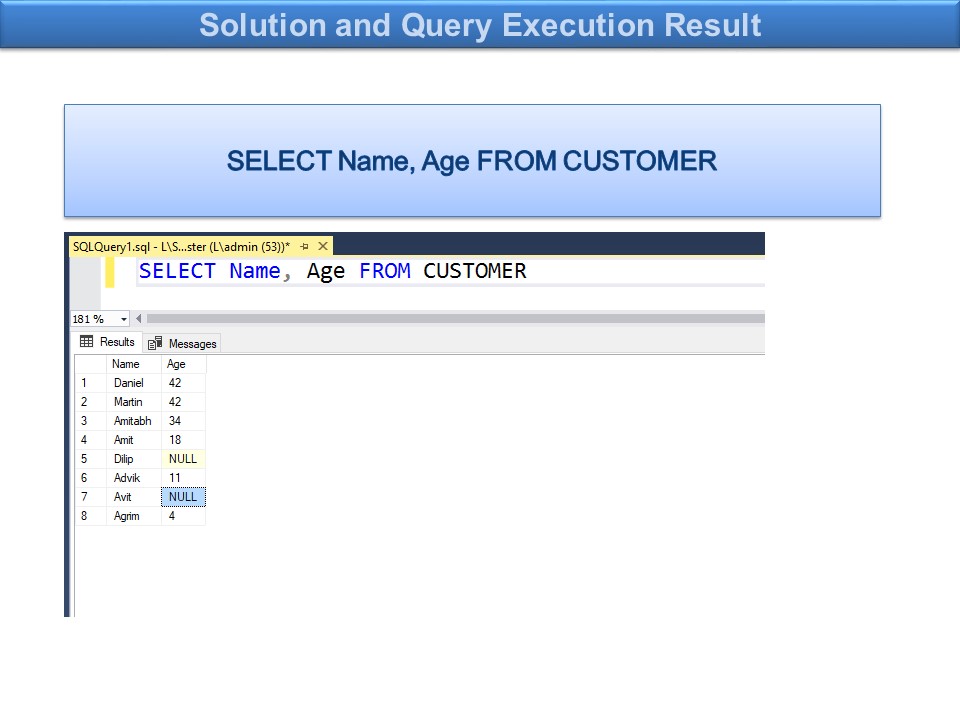 Solution and Query Execution Result
SELECT Name, Age FROM CUSTOMER
SQLQuery1.sql - L\S...ster (L\admin (53))*
SELECT Name, Age FROM CUSTOMER
181 %
Results Messages
Name Age
1 Daniel 42
2 Martin 42
3 Amitabh 34
4 Amit 18
5 Dilip NULL
6 Advik 11
7 Avit NULL
8 Agrim 4